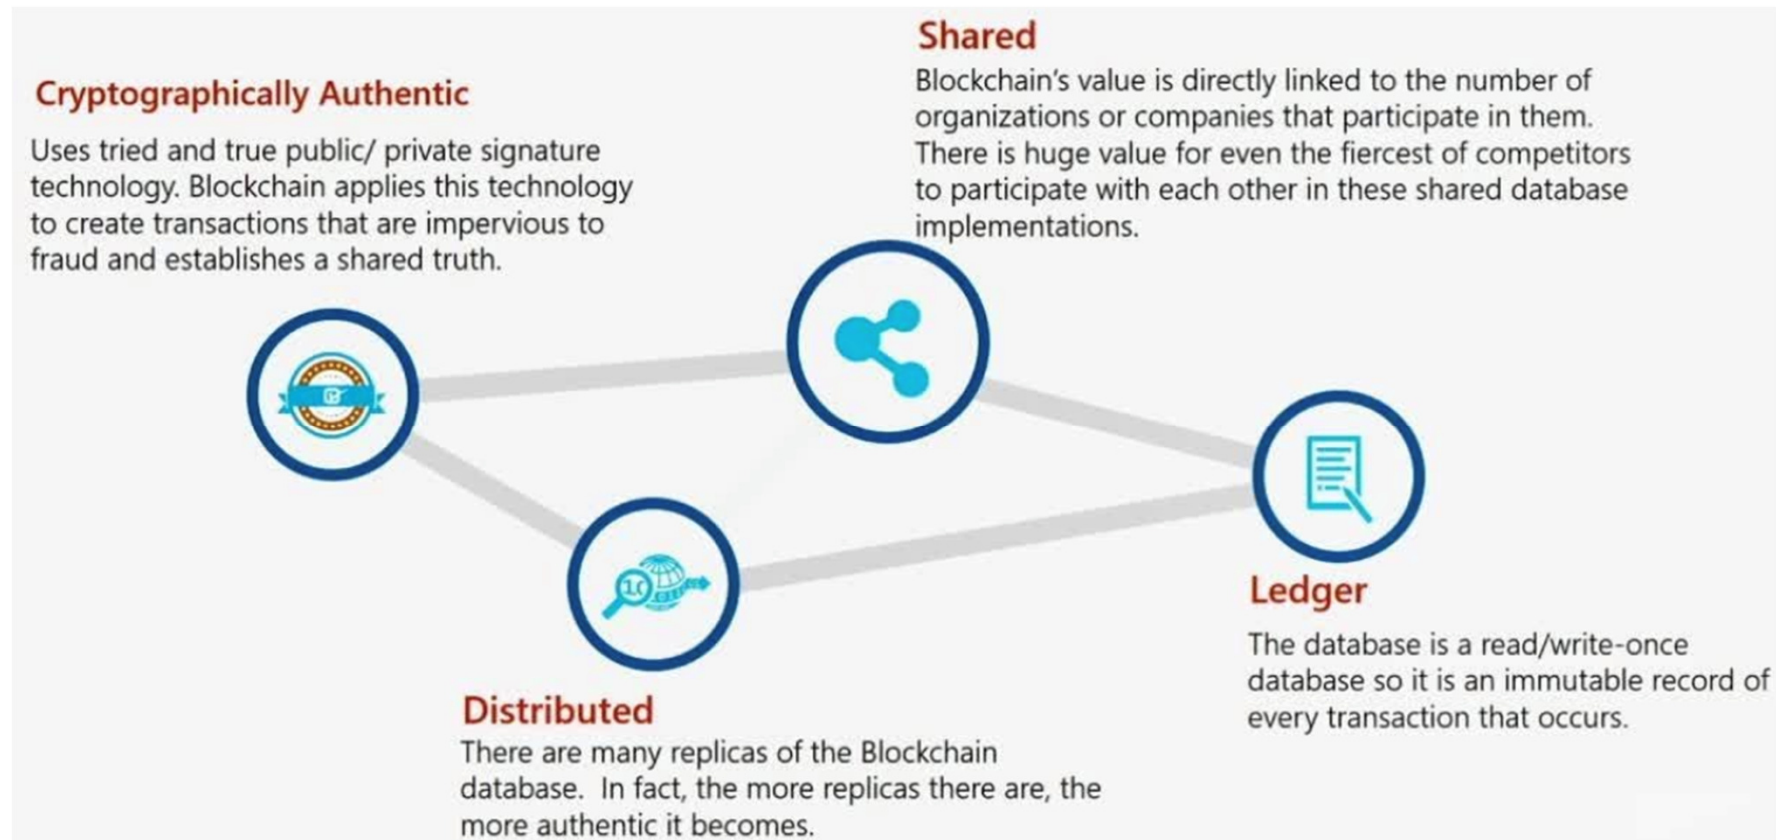 Cryptographically Authentic
Uses tried and true public/ private signature
technology. Blockchain applies this technology
to create transactions that are impervious to
fraud and establishes a shared truth.
Shared
Blockchain's value is directly linked to the number of
organizations or companies that participate in them.
There is huge value for even the fiercest of competitors
to participate with each other in these shared database
implementations.
Distributed
There are many replicas of the Blockchain
database.  In fact, the more replicas there are, the
more authentic it becomes.
Ledger
The database is a read/write-once
database so it is an immutable record of
every transaction that occurs.